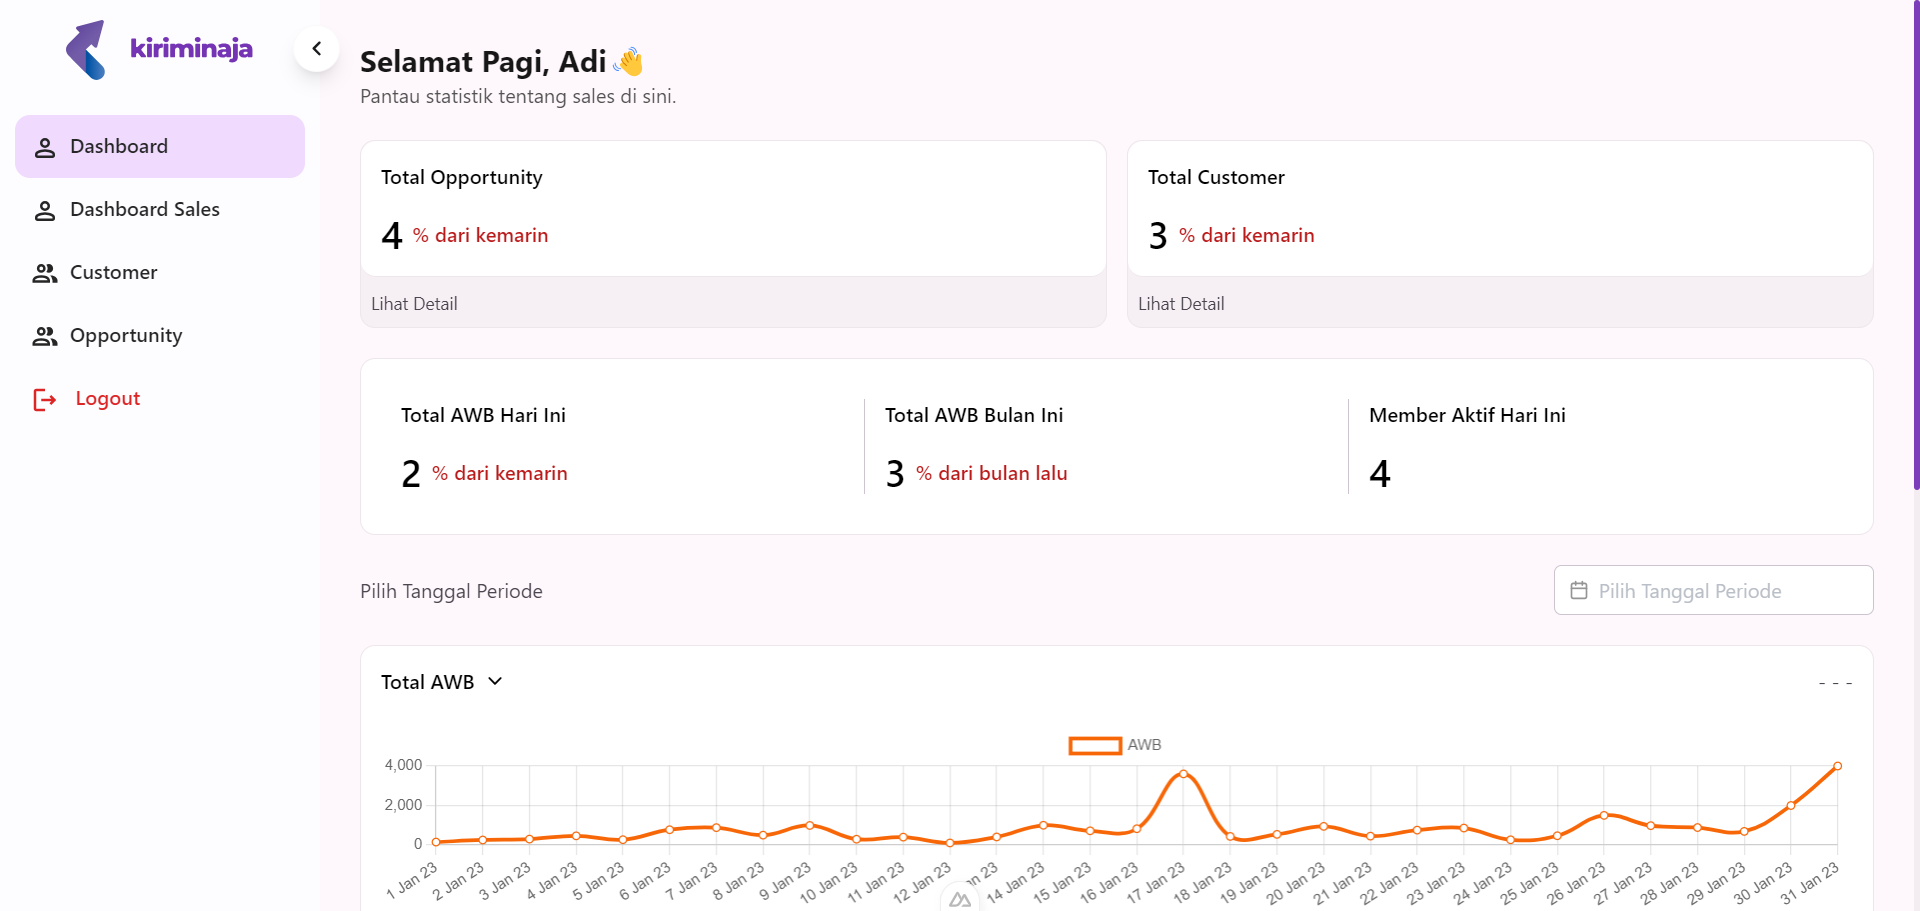 kiriminaja
Dashboard
Dashboard Sales
Customer
Opportunity
Logout
Selamat Pagi, Adi 👋
Pantau statistik tentang sales di sini.
Total Opportunity
4 % dari kemarin
Lihat Detail
Total Customer
3 % dari kemarin
Lihat Detail
Total AWB Hari Ini
2 % dari kemarin
Total AWB Bulan Ini
3 % dari bulan lalu
Member Aktif Hari Ini
4
Pilih Tanggal Periode
Pilih Tanggal Periode
Total AWB
- - -
AWB
4,000
2,000
0
1 Jan 23
2 Jan 23
3 Jan 23
4 Jan 23
5 Jan 23
6 Jan 23
7 Jan 23
8 Jan 23
9 Jan 23
10 Jan 23
11 Jan 23
12 Jan 23
an 23
14 Jan 23
15 Jan 23
16 Jan 23
17 Jan 23
18 Jan 23
19 Jan 23
20 Jan 23
21 Jan 23
22 Jan 23
23 Jan 23
24 Jan 23
25 Jan 23
26 Jan 23
27 Jan 23
28 Jan 23
29 Jan 23
30 Jan 23
31 Jan 23